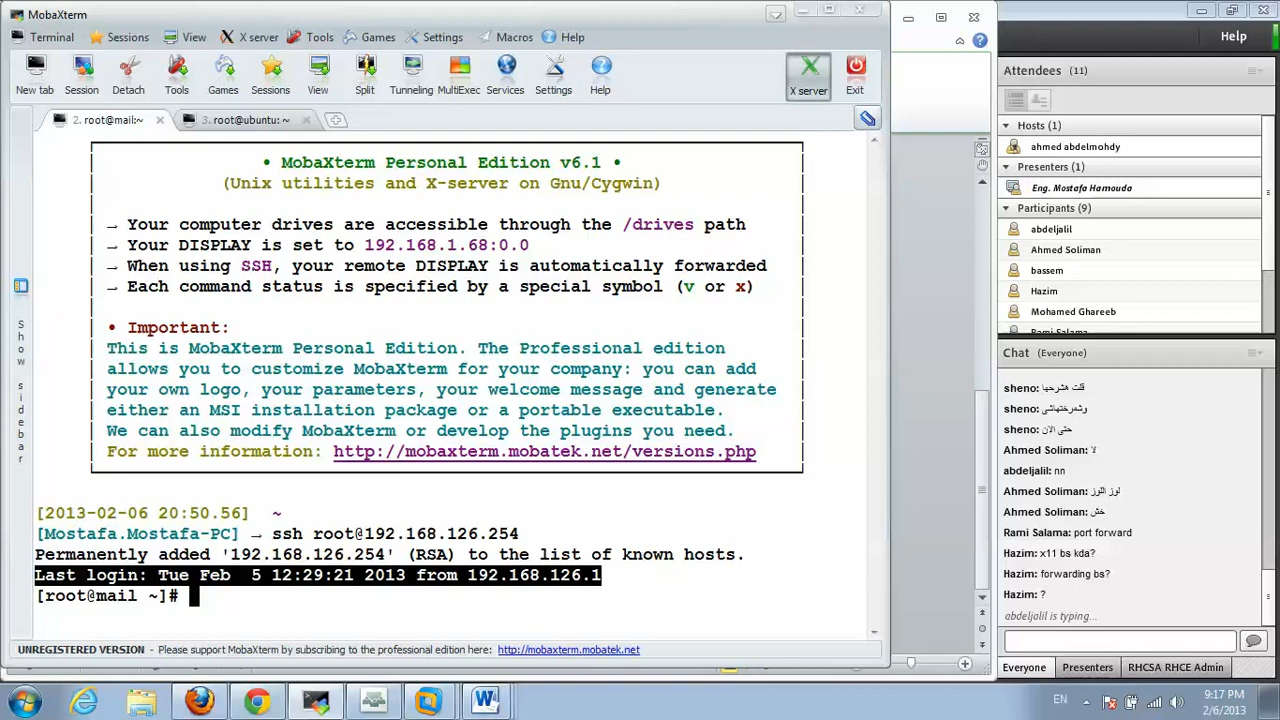 MobaXterm
Terminal Sessions View X server Tools Games Settings Macros Help
New tab Session Detach Tools Games Sessions View Split Tunneling MultiExec Services Settings Help X server Exit
2. root@mail:~ 3. root@ubuntu: ~
Show sidebar
• MobaXterm Personal Edition v6.1 •
(Unix utilities and X-server on Gnu/Cygwin)
→ Your computer drives are accessible through the /drives path
→ Your DISPLAY is set to 192.168.1.68:0.0
→ When using SSH, your remote DISPLAY is automatically forwarded
→ Each command status is specified by a special symbol (v or x)
• Important:
This is MobaXterm Personal Edition. The Professional edition
allows you to customize MobaXterm for your company: you can add
your own logo, your parameters, your welcome message and generate
either an MSI installation package or a portable executable.
We can also modify MobaXterm or develop the plugins you need.
For more information: http://mobaxterm.mobatek.net/versions.php
[2013-02-06 20:50.56] ~
[Mostafa.Mostafa-PC] → ssh root@192.168.126.254
Permanently added '192.168.126.254' (RSA) to the list of known hosts.
Last login: Tue Feb 5 12:29:21 2013 from 192.168.126.1
[root@mail ~]#
UNREGISTERED VERSION - Please support MobaXterm by subscribing to the professional edition here: http://mobaxterm.mobatek.net
Help
Attendees (11)
Hosts (1)
ahmed abdelmohdy
Presenters (1)
Eng. Mostafa Hamouda
Participants (9)
abdeljalil
Ahmed Soliman
bassem
Hazim
Mohamed Ghareeb
Rami Salama
Chat (Everyone)
sheno: قلت هشرحها
sheno: وشمرحتهاشى
sheno: حتى الان
Ahmed Soliman: لا
abdeljalil: nn
Ahmed Soliman: لوز اللوز
Ahmed Soliman: خش
Rami Salama: port forward
Hazim: x11 bs kda?
Hazim: forwarding bs?
Hazim: ?
abdeljalil is typing...
Everyone Presenters RHCSA RHCE Admin
EN
9:17 PM
2/6/2013